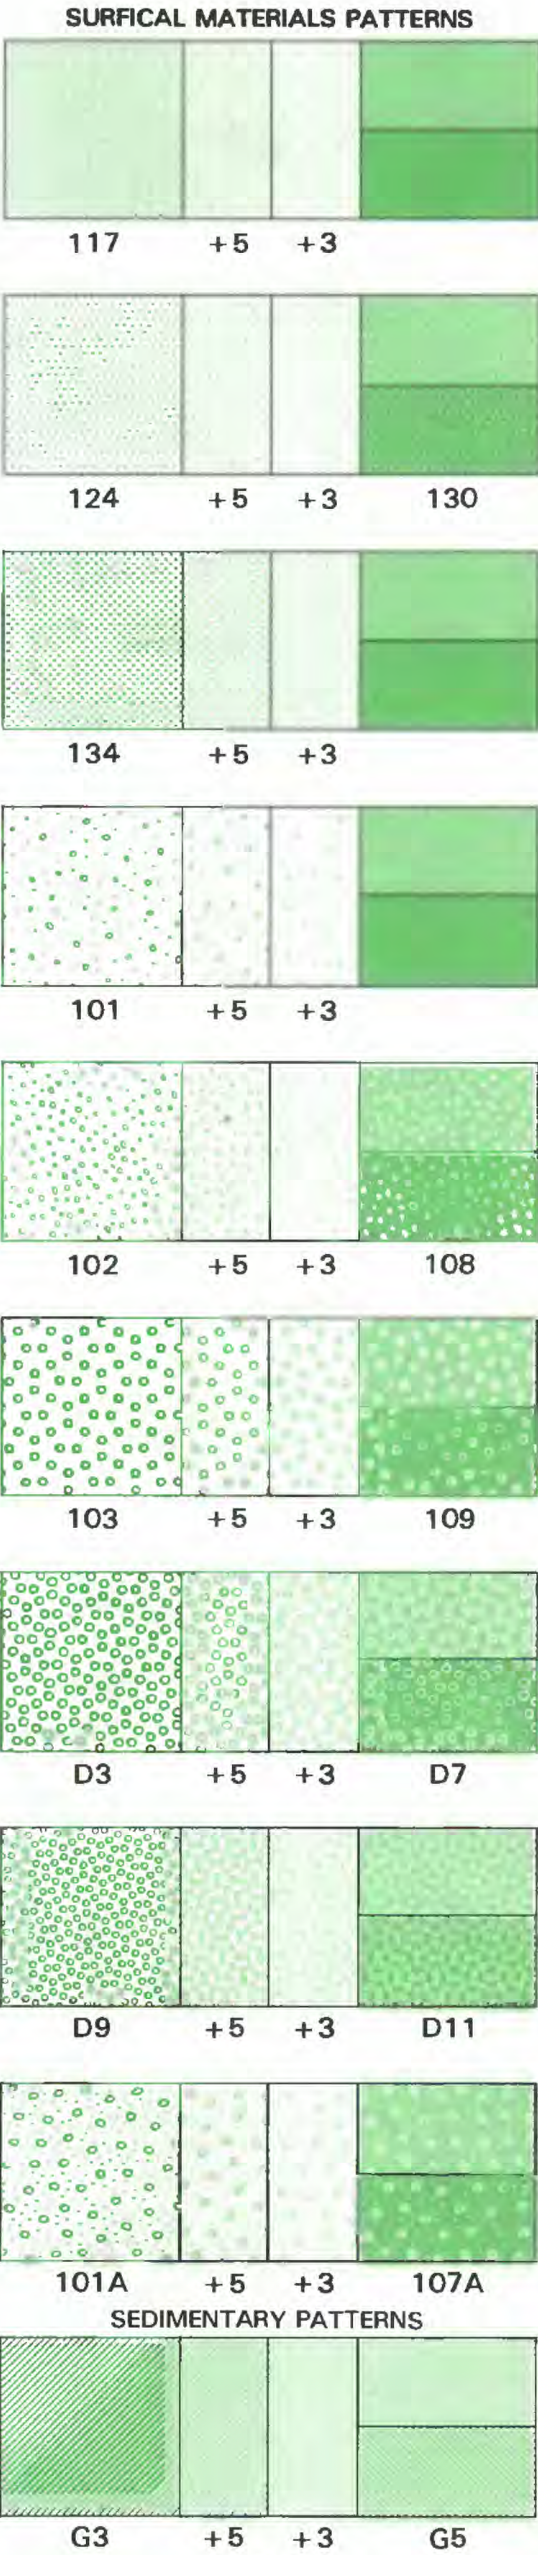 SURFICAL MATERIALS PATTERNS
117 +5 +3
124 +5 +3 130
134 +5 +3
101 +5 +3
102 +5 +3 108
103 +5 +3 109
D3 +5 +3 D7
D9 +5 +3 D11
101A +5 +3 107A
SEDIMENTARY PATTERNS
G3 +5 +3 G5